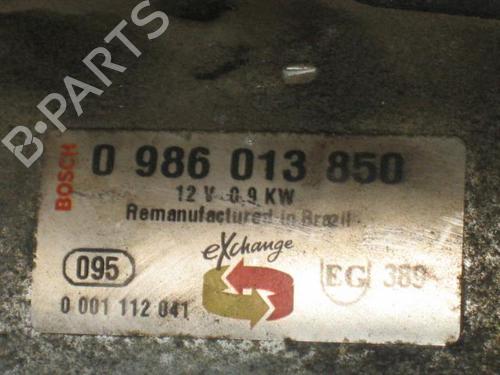 B-PARTS
BOSCH
0 986 013 850
12 V 0.9 KW
Remanufactured in Brazil
eXchange
095
EG 389
0 001 112 041